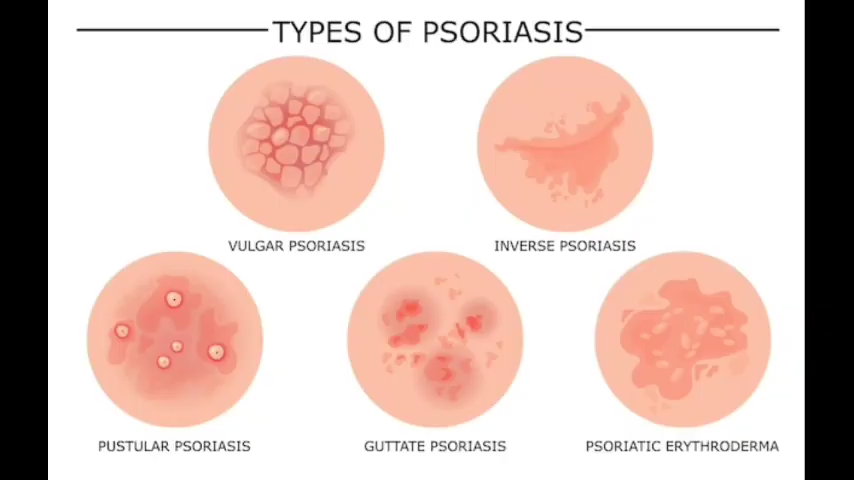 TYPES OF PSORIASIS
VULGAR PSORIASIS
INVERSE PSORIASIS
PUSTULAR PSORIASIS
GUTTATE PSORIASIS
PSORIATIC ERYTHRODERMA